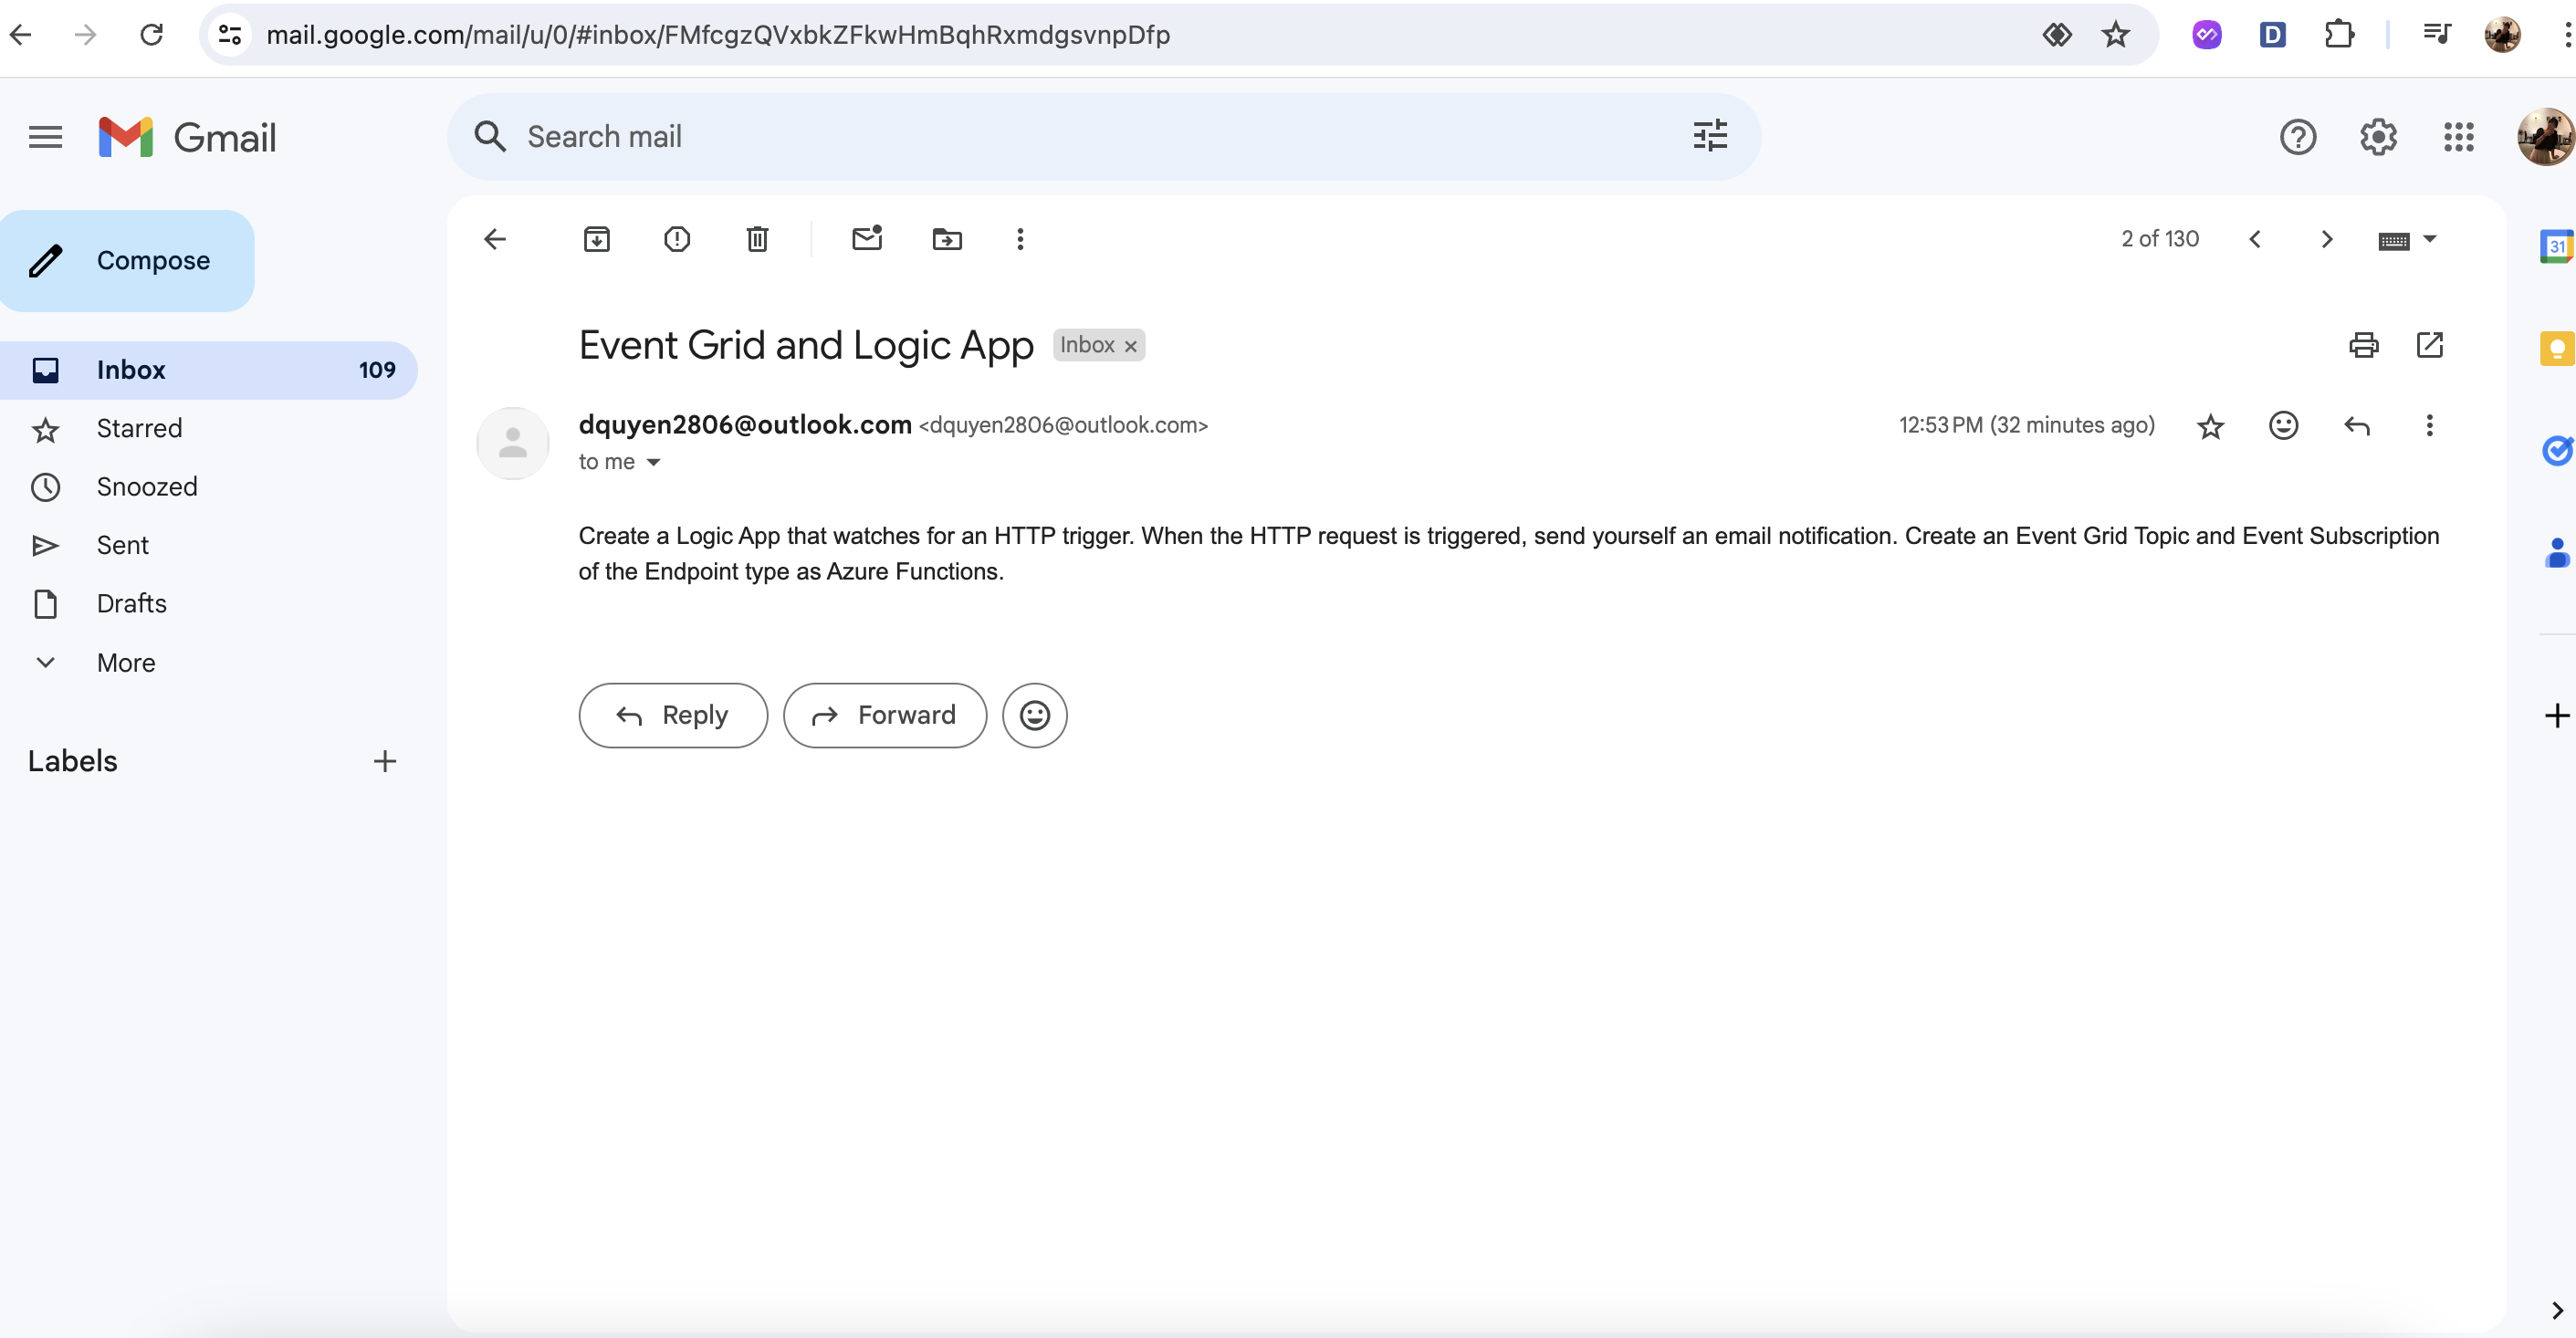 mail.google.com/mail/u/0/#inbox/FMfcgzQVxbkZFkwHmBqhRxmdgsvnpDfp
D
Gmail
Search mail
Compose
2 of 130
31
Event Grid and Logic App
Inbox ×
Inbox 109
Starred
Snoozed
Sent
Drafts
More
Labels
dquyen2806@outlook.com <dquyen2806@outlook.com>
12:53 PM (32 minutes ago)
to me
Create a Logic App that watches for an HTTP trigger. When the HTTP request is triggered, send yourself an email notification. Create an Event Grid Topic and Event Subscription
of the Endpoint type as Azure Functions.
Reply
Forward